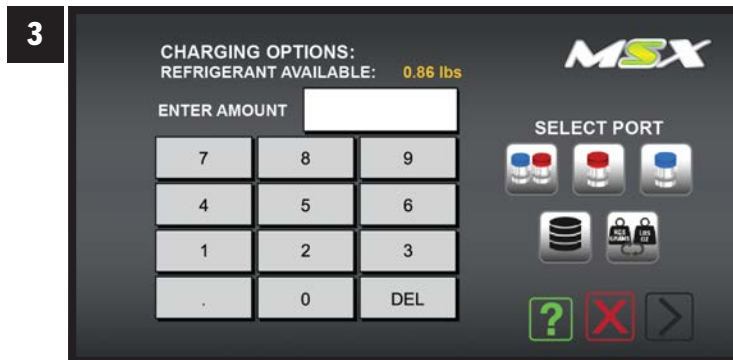 3
CHARGING OPTIONS:
REFRIGERANT AVAILABLE: 0.86 lbs
MSX
ENTER AMOUNT
SELECT PORT
7 8 9
4 5 6
1 2 3
. 0 DEL
KGS GRAMS LBS OZ
?